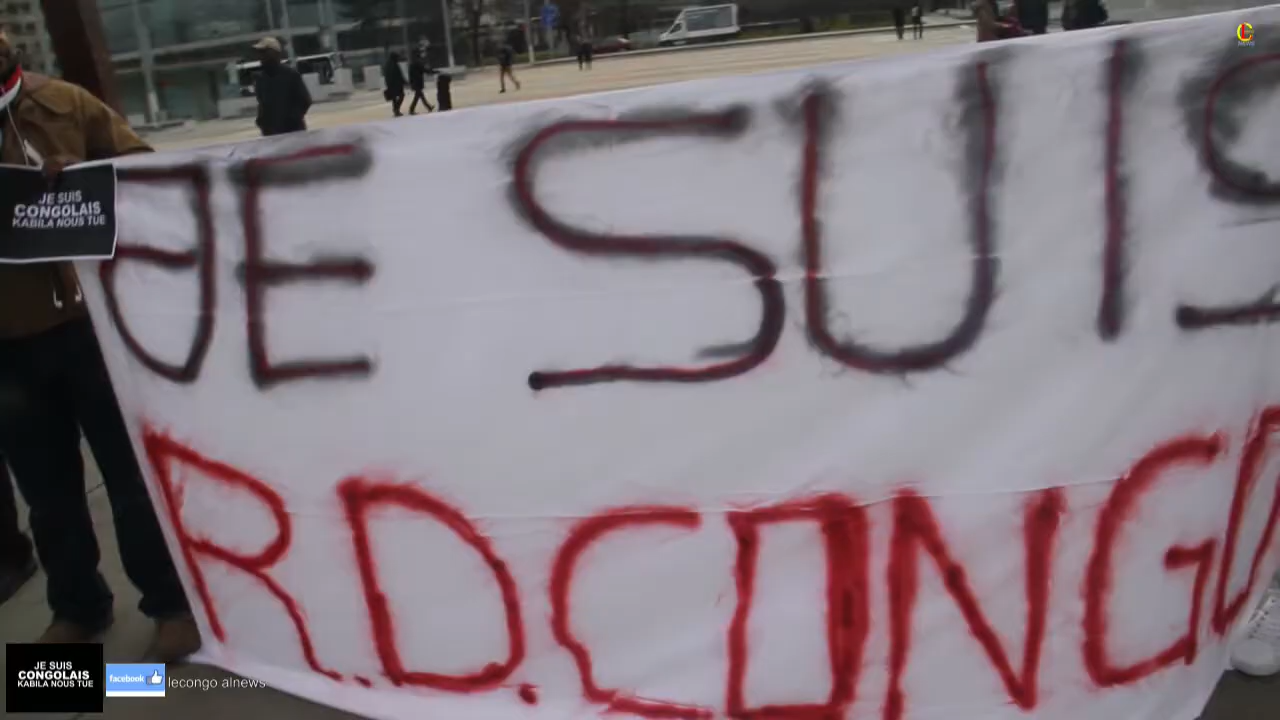 JE SUIS
R.D.CONGO
JE SUIS
CONGOLAIS
KABILA NOUS TUE
JE SUIS
CONGOLAIS
KABILA NOUS TUE
facebook
lecongo alnews